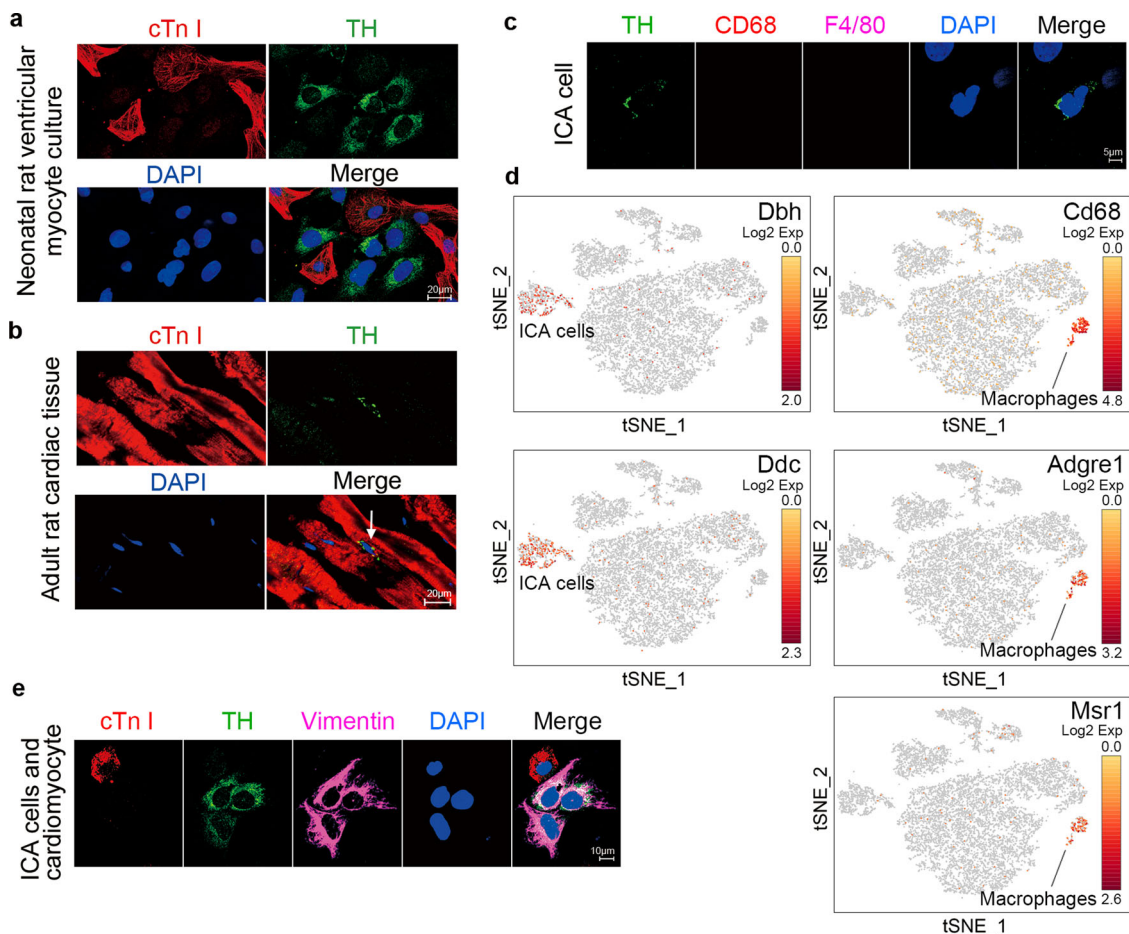 a
cTn I TH
Neonatal rat ventricular
myocyte culture
DAPI Merge
20μm
b
cTn I TH
Adult rat cardiac tissue
DAPI Merge
20μm
c
TH CD68 F4/80 DAPI Merge
ICA cell
5μm
d
Dbh
Log2 Exp
0.0
ICA cells
2.0
tSNE_2
tSNE_1
Cd68
Log2 Exp
0.0
Macrophages 4.8
tSNE_2
tSNE_1
Ddc
Log2 Exp
0.0
ICA cells
2.3
tSNE_2
tSNE_1
Adgre1
Log2 Exp
0.0
Macrophages 3.2
tSNE_2
tSNE_1
Msr1
Log2 Exp
0.0
Macrophages 2.6
tSNE_2
tSNE_1
e
cTn I TH Vimentin DAPI Merge
ICA cells and
cardiomyocyte
10μm